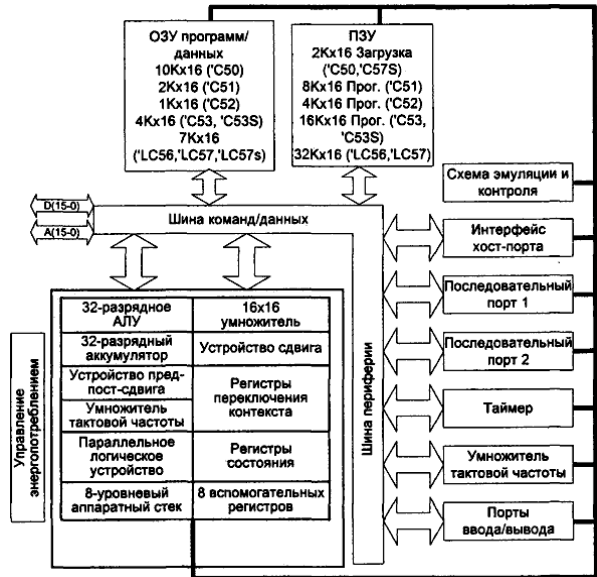 ОЗУ программ/
данных
10Кx16 ('C50)
2Кx16 ('C51)
1Кx16 ('C52)
4Кx16 ('C53, 'C53S)
7Кx16
('LC56,'LC57,'LC57s)
ПЗУ
2Кx16 Загрузка
('C50,'C57S)
8Кx16 Прог. ('C51)
4Кx16 Прог. ('C52)
16Кx16 Прог. ('C53,
'C53S)
32Кx16 ('LC56,'LC57)
D(15-0)
A(15-0)
Шина команд/данных
Шина периферии
Схема эмуляции и
контроля
Интерфейс
хост-порта
Последовательный
порт 1
Последовательный
порт 2
Таймер
Умножитель
тактовой частоты
Порты
ввода/вывода
Управление
энергопотреблением
32-разрядное
АЛУ
16x16
умножитель
32-разрядный
аккумулятор
Устройство сдвига
Устройство пред-
пост-сдвига
Умножитель
тактовой частоты
Регистры
переключения
контекста
Параллельное
логическое
устройство
Регистры
состояния
8-уровневый
аппаратный стек
8 вспомогательных
регистров